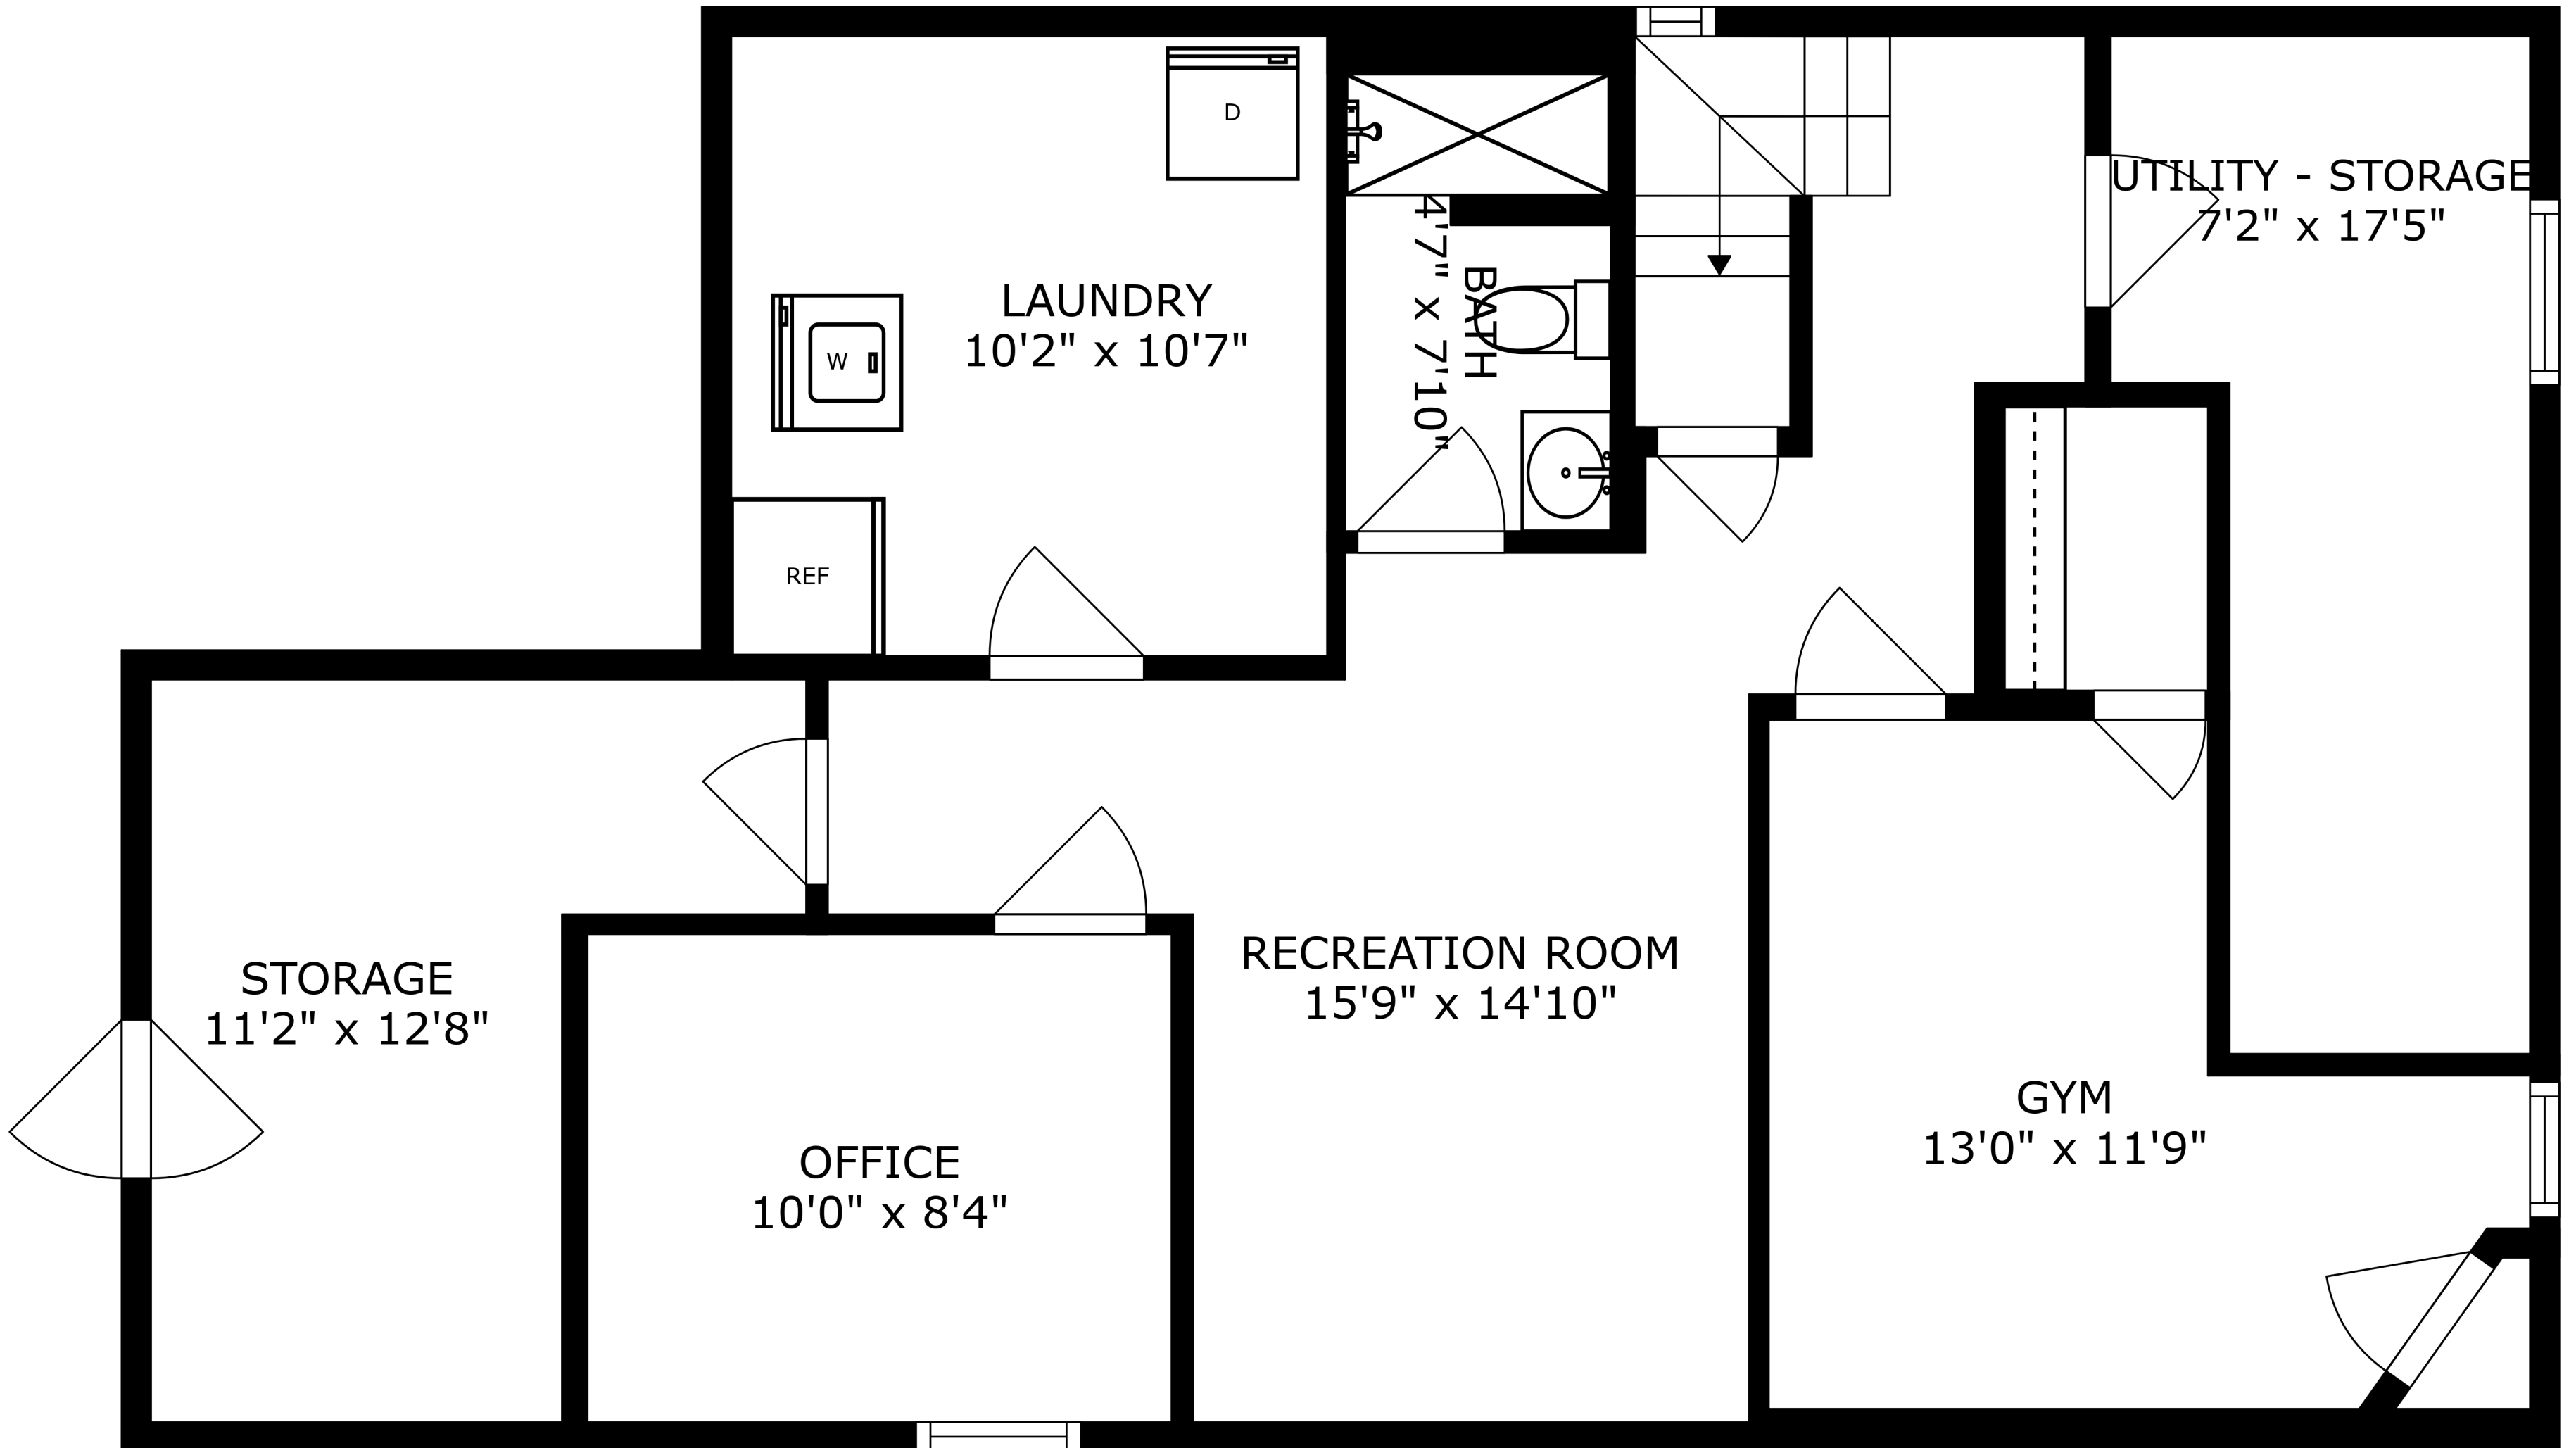 D
UTILITY - STORAGE
7'2" x 17'5"
LAUNDRY
10'2" x 10'7"
BATH
4'7" x 7'10"
W
REF
STORAGE
11'2" x 12'8"
RECREATION ROOM
15'9" x 14'10"
OFFICE
10'0" x 8'4"
GYM
13'0" x 11'9"